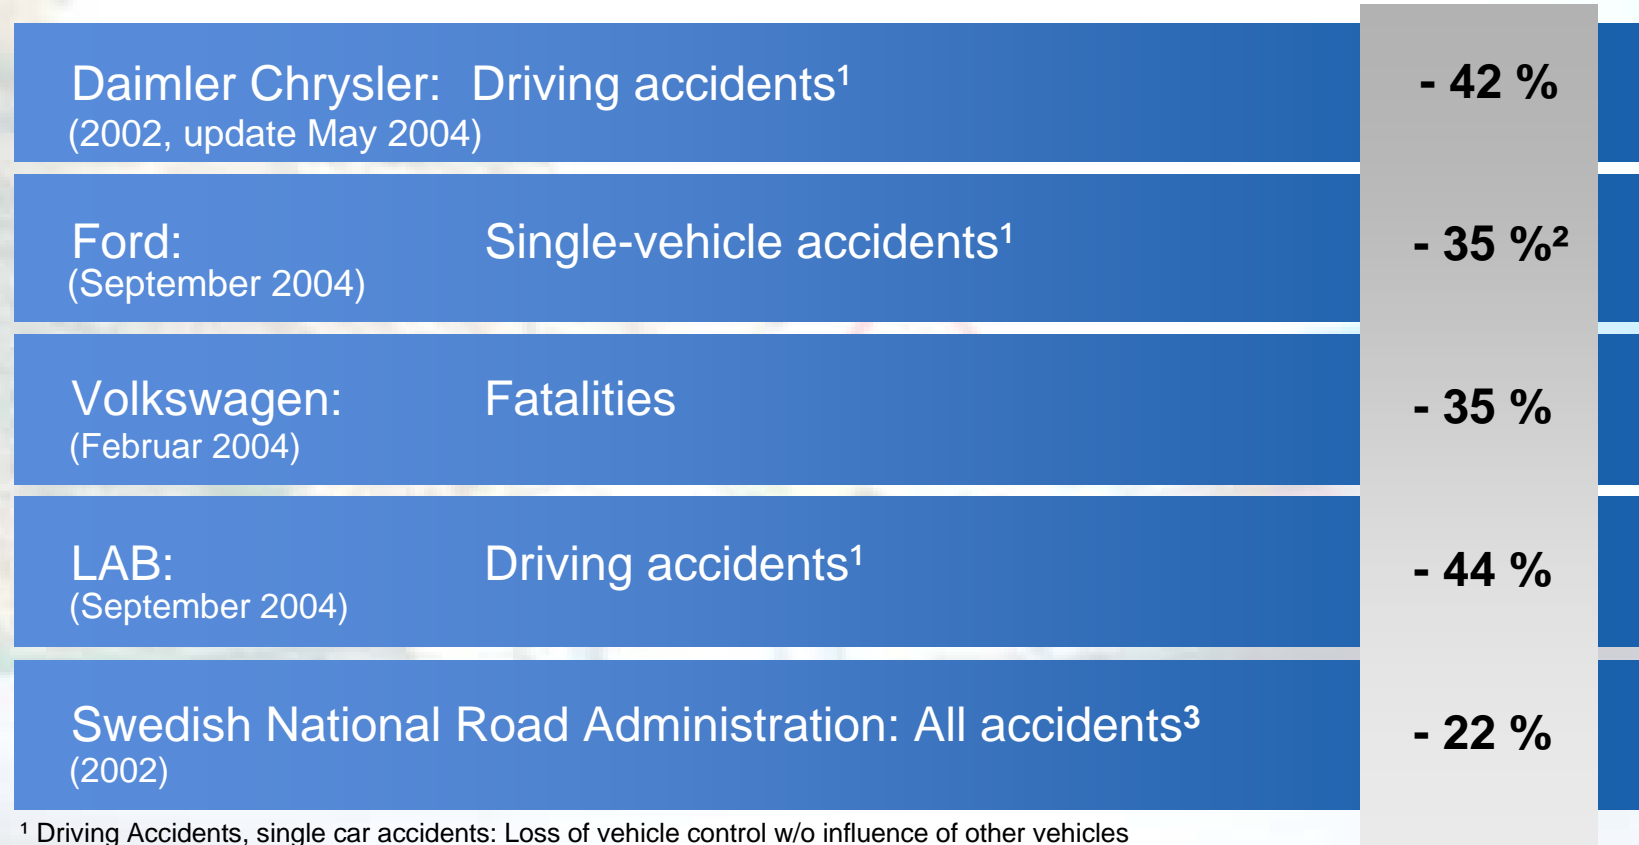 Daimler Chrysler: Driving accidents¹ - 42 %
(2002, update May 2004)
Ford: Single-vehicle accidents¹ - 35 %²
(September 2004)
Volkswagen: Fatalities - 35 %
(Februar 2004)
LAB: Driving accidents¹ - 44 %
(September 2004)
Swedish National Road Administration: All accidents³ - 22 %
(2002)
¹ Driving Accidents, single car accidents: Loss of vehicle control w/o influence of other vehicles